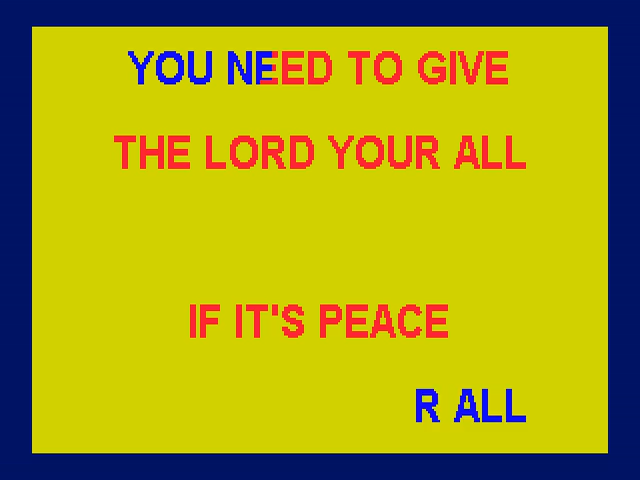 YOU NEED TO GIVE
THE LORD YOUR ALL
IF IT'S PEACE
R ALL